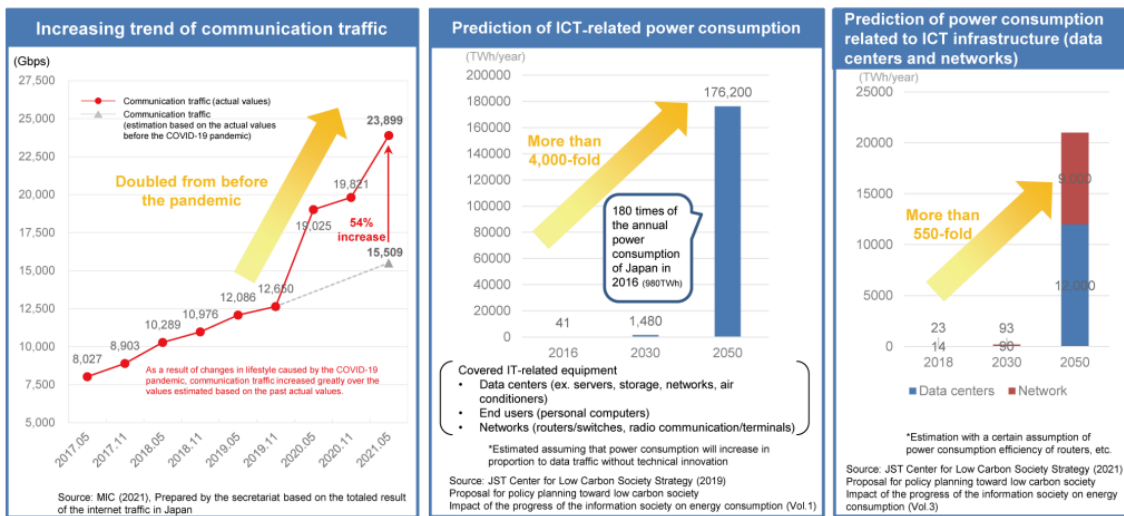 Increasing trend of communication traffic
(Gbps)
27,500
25,000
22,500
20,000
17,500
15,000
12,500
10,000
7,500
5,000
Communication traffic (actual values)
Communication traffic
(estimation based on the actual values
before the COVID-19 pandemic)
Doubled from before
the pandemic
23,899
19,821
19,025
54%
increase
15,509
12,650
12,086
10,976
10,289
8,903
8,027
As a result of changes in lifestyle caused by the COVID-19
pandemic, communication traffic increased greatly over the
values estimated based on the past actual values.
2017.05
2017.11
2018.05
2018.11
2019.05
2019.11
2020.05
2020.11
2021.05
Source: MIC (2021), Prepared by the secretariat based on the totaled result
of the internet traffic in Japan
Prediction of ICT-related power consumption
(TWh/year)
200000
180000
160000
140000
120000
100000
80000
60000
40000
20000
0
176,200
More than
4,000-fold
180 times of
the annual
power
consumption
of Japan in
2016 (980TWh)
41
1,480
2016
2030
2050
Covered IT-related equipment
• Data centers (ex. servers, storage, networks, air
conditioners)
• End users (personal computers)
• Networks (routers/switches, radio communication/terminals)
*Estimated assuming that power consumption will increase in
proportion to data traffic without technical innovation
Source: JST Center for Low Carbon Society Strategy (2019)
Proposal for policy planning toward low carbon society
Impact of the progress of the information society on energy consumption (Vol.1)
Prediction of power consumption
related to ICT infrastructure (data
centers and networks)
(TWh/year)
25000
20000
15000
10000
5000
0
9,000
More than
550-fold
12,000
23
93
14
90
2018
2030
2050
Data centers
Network
*Estimation with a certain assumption of
power consumption efficiency of routers, etc.
Source: JST Center for Low Carbon Society Strategy (2021)
Proposal for policy planning toward low carbon society
Impact of the progress of the information society on energy
consumption (Vol.3)